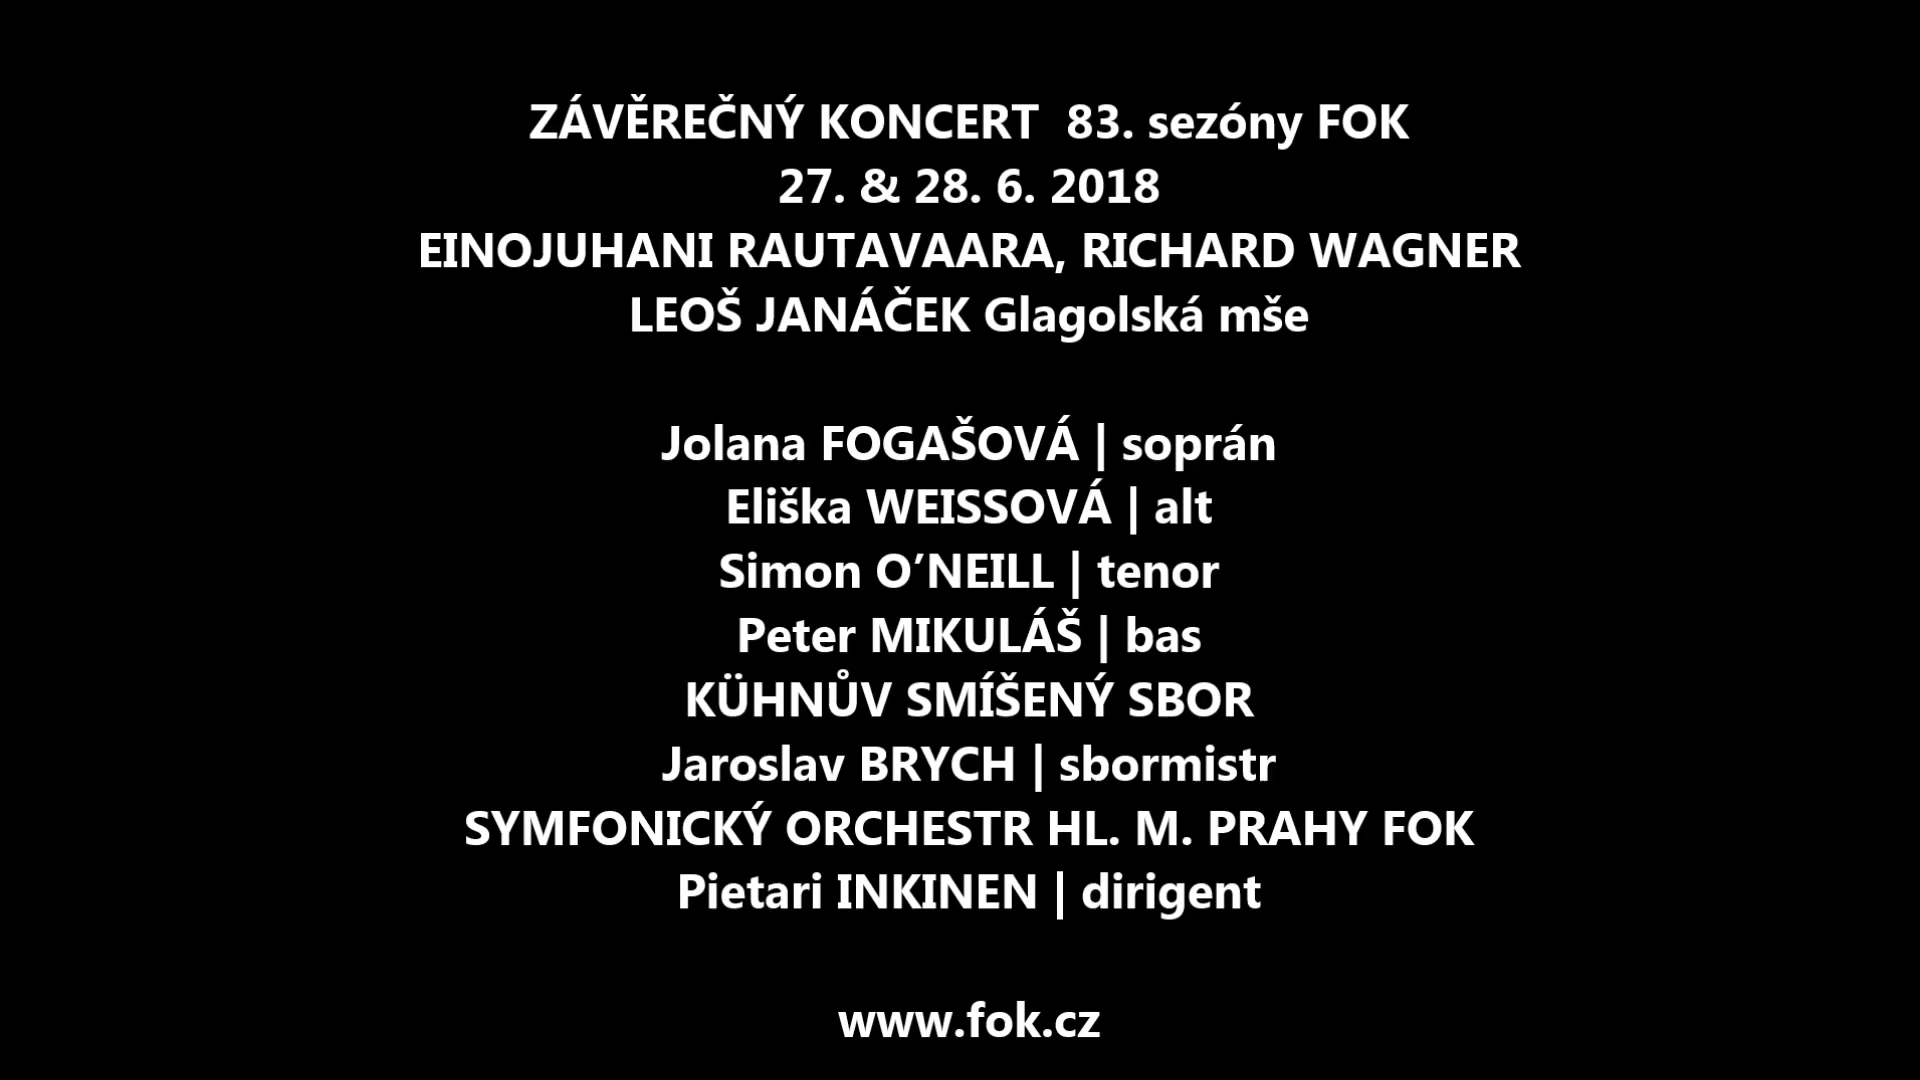 ZÁVĚREČNÝ KONCERT  83. sezóny FOK
27. & 28. 6. 2018
EINOJUHANI RAUTAVAARA, RICHARD WAGNER
LEOŠ JANÁČEK Glagolská mše
Jolana FOGAŠOVÁ | soprán
Eliška WEISSOVÁ | alt
Simon O’NEILL | tenor
Peter MIKULÁŠ | bas
KÜHNŮV SMÍŠENÝ SBOR
Jaroslav BRYCH | sbormistr
SYMFONICKÝ ORCHESTR HL. M. PRAHY FOK
Pietari INKINEN | dirigent
www.fok.cz